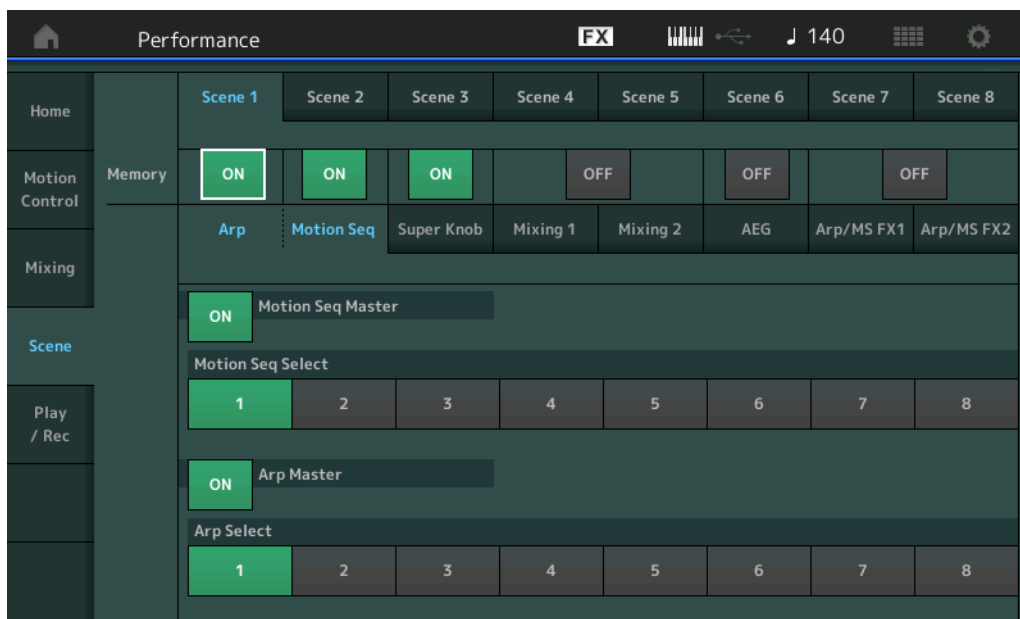 Performance FX 140
Home
Scene 1 Scene 2 Scene 3 Scene 4 Scene 5 Scene 6 Scene 7 Scene 8
Motion
Control
Memory ON ON ON OFF OFF OFF
Arp Motion Seq Super Knob Mixing 1 Mixing 2 AEG Arp/MS FX1 Arp/MS FX2
Mixing
ON Motion Seq Master
Scene
Motion Seq Select
1 2 3 4 5 6 7 8
Play
/ Rec
ON Arp Master
Arp Select
1 2 3 4 5 6 7 8